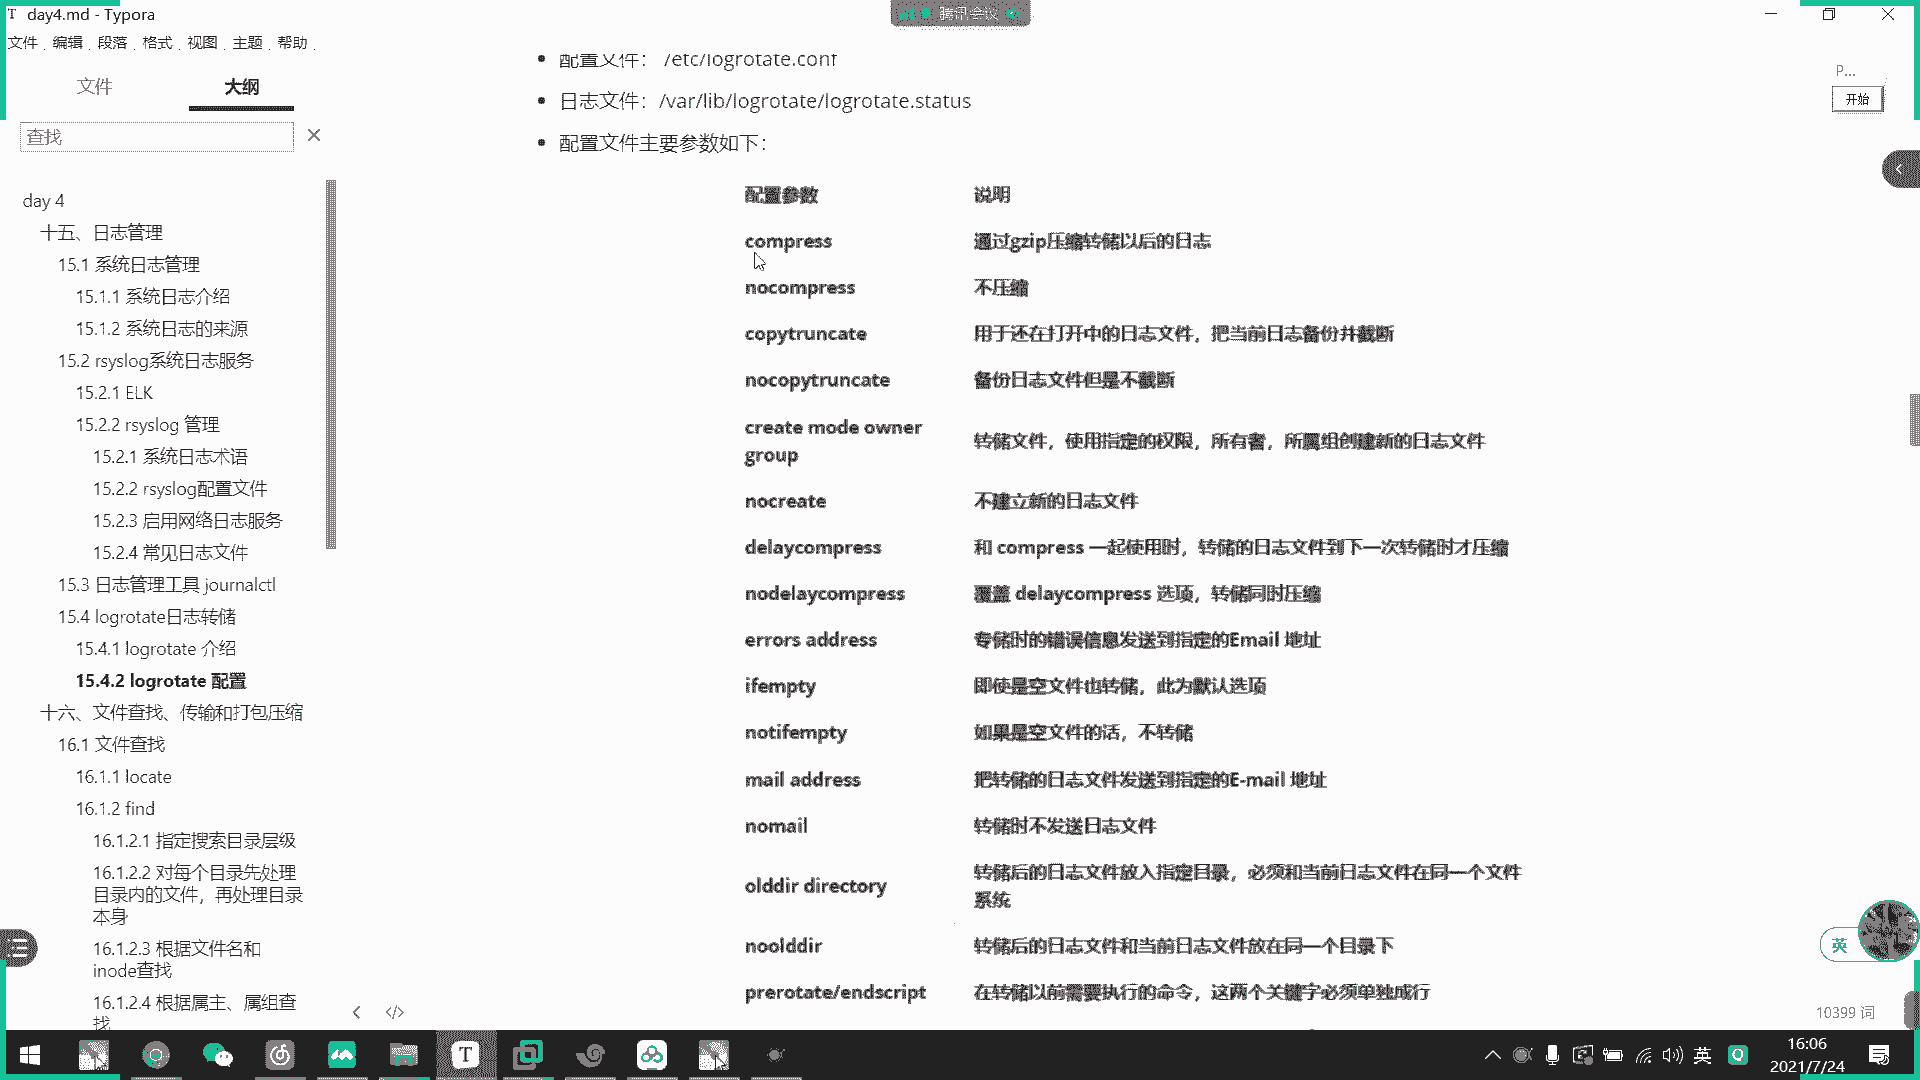 day4.md - Typora
腾讯会议
文件 编辑 段落 格式 视图 主题 帮助
文件 大纲
查找
day 4
十五、日志管理
15.1 系统日志管理
15.1.1 系统日志介绍
15.1.2 系统日志的来源
15.2 rsyslog系统日志服务
15.2.1 ELK
15.2.2 rsyslog 管理
15.2.1 系统日志术语
15.2.2 rsyslog配置文件
15.2.3 启用网络日志服务
15.2.4 常见日志文件
15.3 日志管理工具 journalctl
15.4 logrotate日志转储
15.4.1 logrotate 介绍
15.4.2 logrotate 配置
十六、文件查找、传输和打包压缩
16.1 文件查找
16.1.1 locate
16.1.2 find
16.1.2.1 指定搜索目录层级
16.1.2.2 对每个目录先处理
目录内的文件，再处理目录
本身
16.1.2.3 根据文件名和
inode查找
16.1.2.4 根据属主、属组查
找
配置文件： /etc/logrotate.conf
日志文件：/var/lib/logrotate/logrotate.status
配置文件主要参数如下：
配置参数 说明
compress 通过gzip压缩转储以后的日志
nocompress 不压缩
copytruncate 用于还在打开中的日志文件，把当前日志备份并截断
nocopytruncate 备份日志文件但是不截断
create mode owner
group 转储文件，使用指定的权限，所有者，所属组创建新的日志文件
nocreate 不建立新的日志文件
delaycompress 和 compress 一起使用时，转储的日志文件到下一次转储时才压缩
nodelaycompress 覆盖 delaycompress 选项，转储同时压缩
errors address 专储时的错误信息发送到指定的Email 地址
ifempty 即使是空文件也转储，此为默认选项
notifempty 如果是空文件的话，不转储
mail address 把转储的日志文件发送到指定的E-mail 地址
nomail 转储时不发送日志文件
olddir directory 转储后的日志文件放入指定目录，必须和当前日志文件在同一个文件
系统
noolddir 转储后的日志文件和当前日志文件放在同一个目录下
prerotate/endscript 在转储以前需要执行的命令，这两个关键字必须单独成行
P...
开始
英
10399 词
英
16:06
2021/7/24